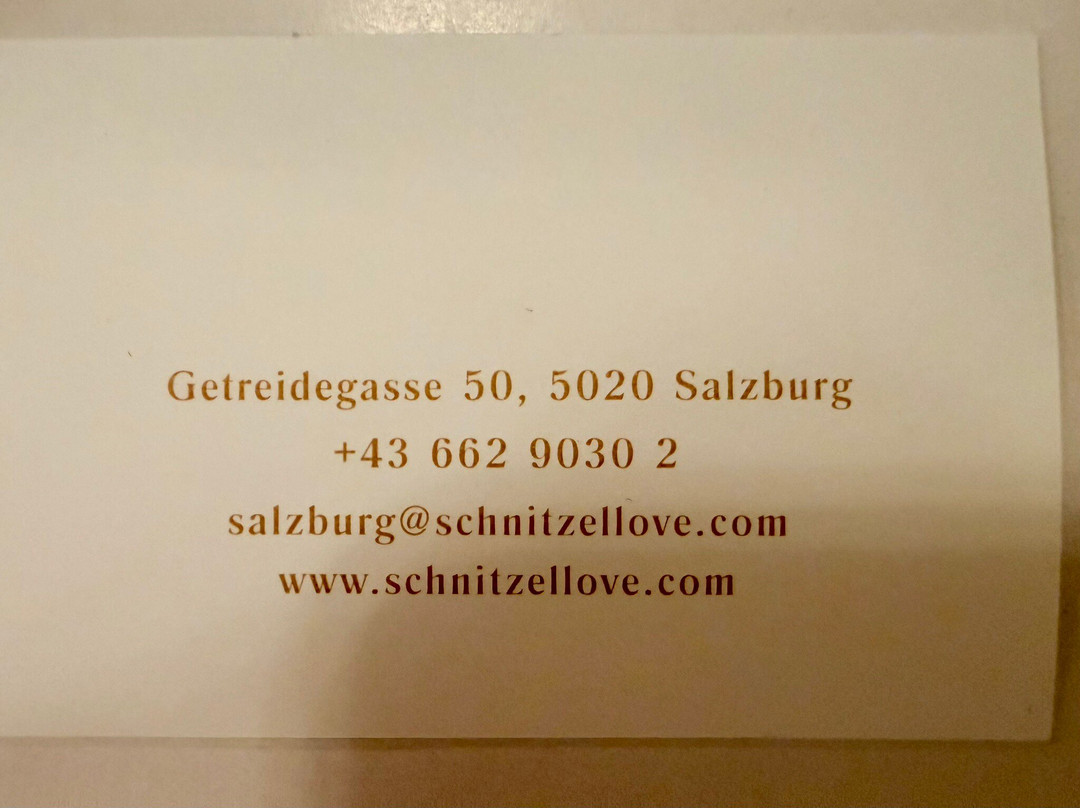 Getreidegasse 50, 5020 Salzburg
+43 662 9030 2
salzburg@schnitzellove.com
www.schnitzellove.com